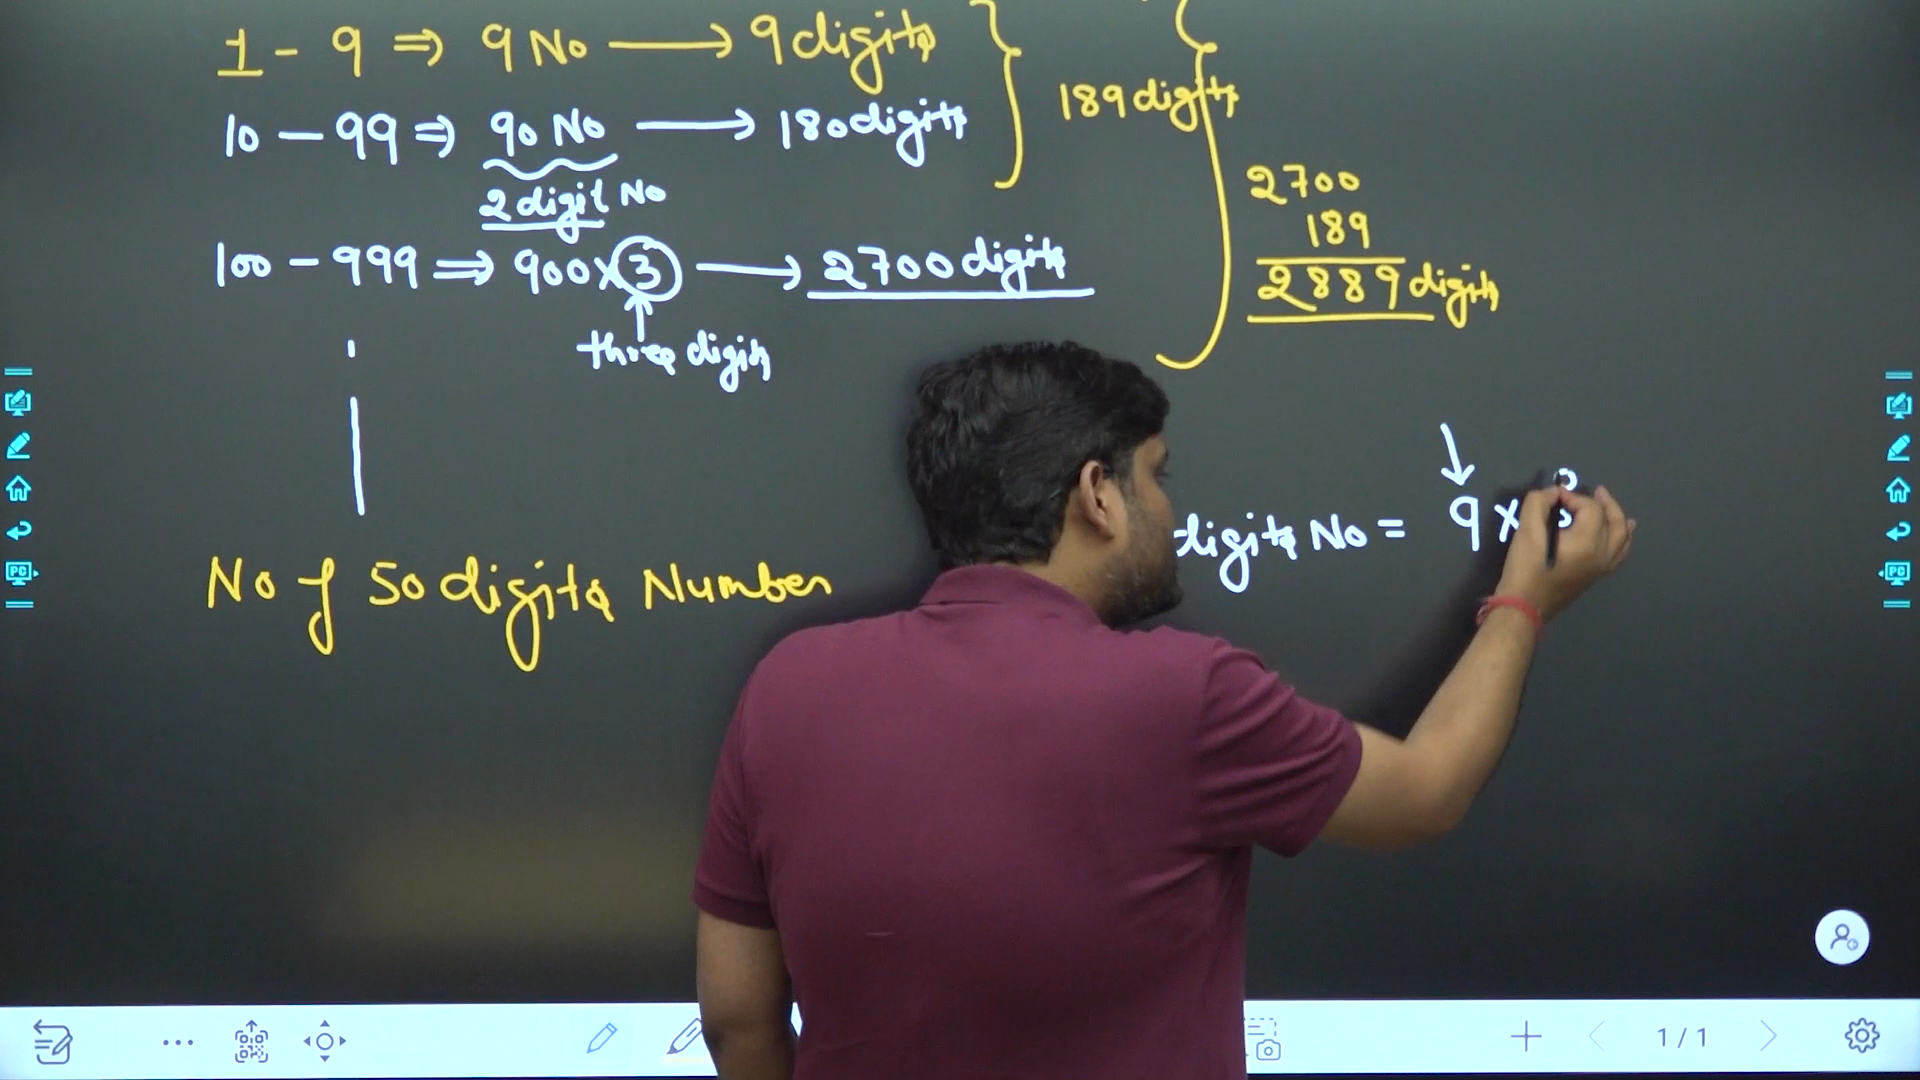 1 - 9 ⇒ 9 No ⟶ 9 digits
189 digits
10 — 99 ⇒ 90 No ⟶ 180 digits
2 digit No
2700
189
2889 digits
100 - 999 ⇒ 900 × 3 ⟶ 2700 digits
three digits
digits No = 9 ×
No of 50 digits Number
PC
PC
1 / 1